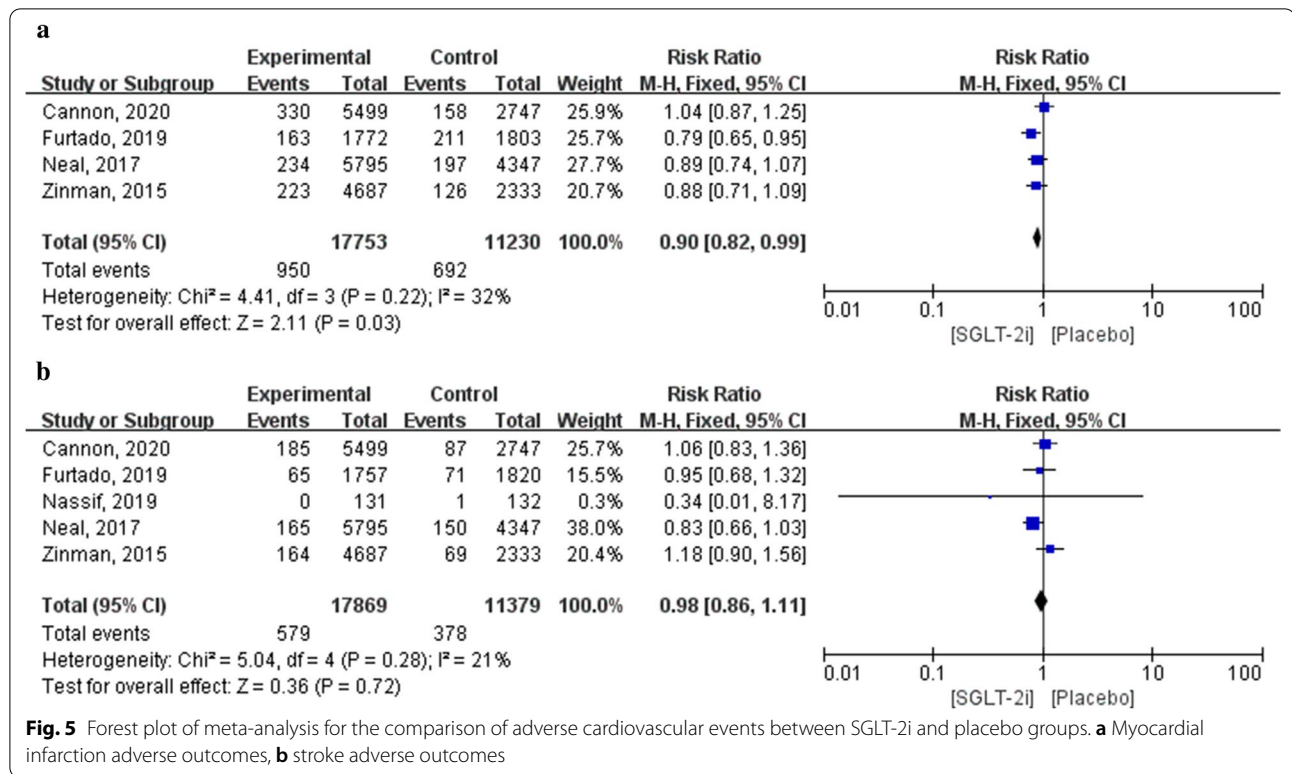 a
Experimental Control Risk Ratio Risk Ratio
Study or Subgroup Events Total Events Total Weight M-H, Fixed, 95% CI M-H, Fixed, 95% CI
Cannon, 2020 330 5499 158 2747 25.9% 1.04 [0.87, 1.25]
Furtado, 2019 163 1772 211 1803 25.7% 0.79 [0.65, 0.95]
Neal, 2017 234 5795 197 4347 27.7% 0.89 [0.74, 1.07]
Zinman, 2015 223 4687 126 2333 20.7% 0.88 [0.71, 1.09]
Total (95% CI) 17753 11230 100.0% 0.90 [0.82, 0.99]
Total events 950 692
Heterogeneity: Chi² = 4.41, df = 3 (P = 0.22); I² = 32%
Test for overall effect: Z = 2.11 (P = 0.03)
0.01 0.1 1 10 100
[SGLT-2i] [Placebo]
b
Experimental Control Risk Ratio Risk Ratio
Study or Subgroup Events Total Events Total Weight M-H, Fixed, 95% CI M-H, Fixed, 95% CI
Cannon, 2020 185 5499 87 2747 25.7% 1.06 [0.83, 1.36]
Furtado, 2019 65 1757 71 1820 15.5% 0.95 [0.68, 1.32]
Nassif, 2019 0 131 1 132 0.3% 0.34 [0.01, 8.17]
Neal, 2017 165 5795 150 4347 38.0% 0.83 [0.66, 1.03]
Zinman, 2015 164 4687 69 2333 20.4% 1.18 [0.90, 1.56]
Total (95% CI) 17869 11379 100.0% 0.98 [0.86, 1.11]
Total events 579 378
Heterogeneity: Chi² = 5.04, df = 4 (P = 0.28); I² = 21%
Test for overall effect: Z = 0.36 (P = 0.72)
0.01 0.1 1 10 100
[SGLT-2i] [Placebo]
Fig. 5 Forest plot of meta-analysis for the comparison of adverse cardiovascular events between SGLT-2i and placebo groups. a Myocardial
infarction adverse outcomes, b stroke adverse outcomes